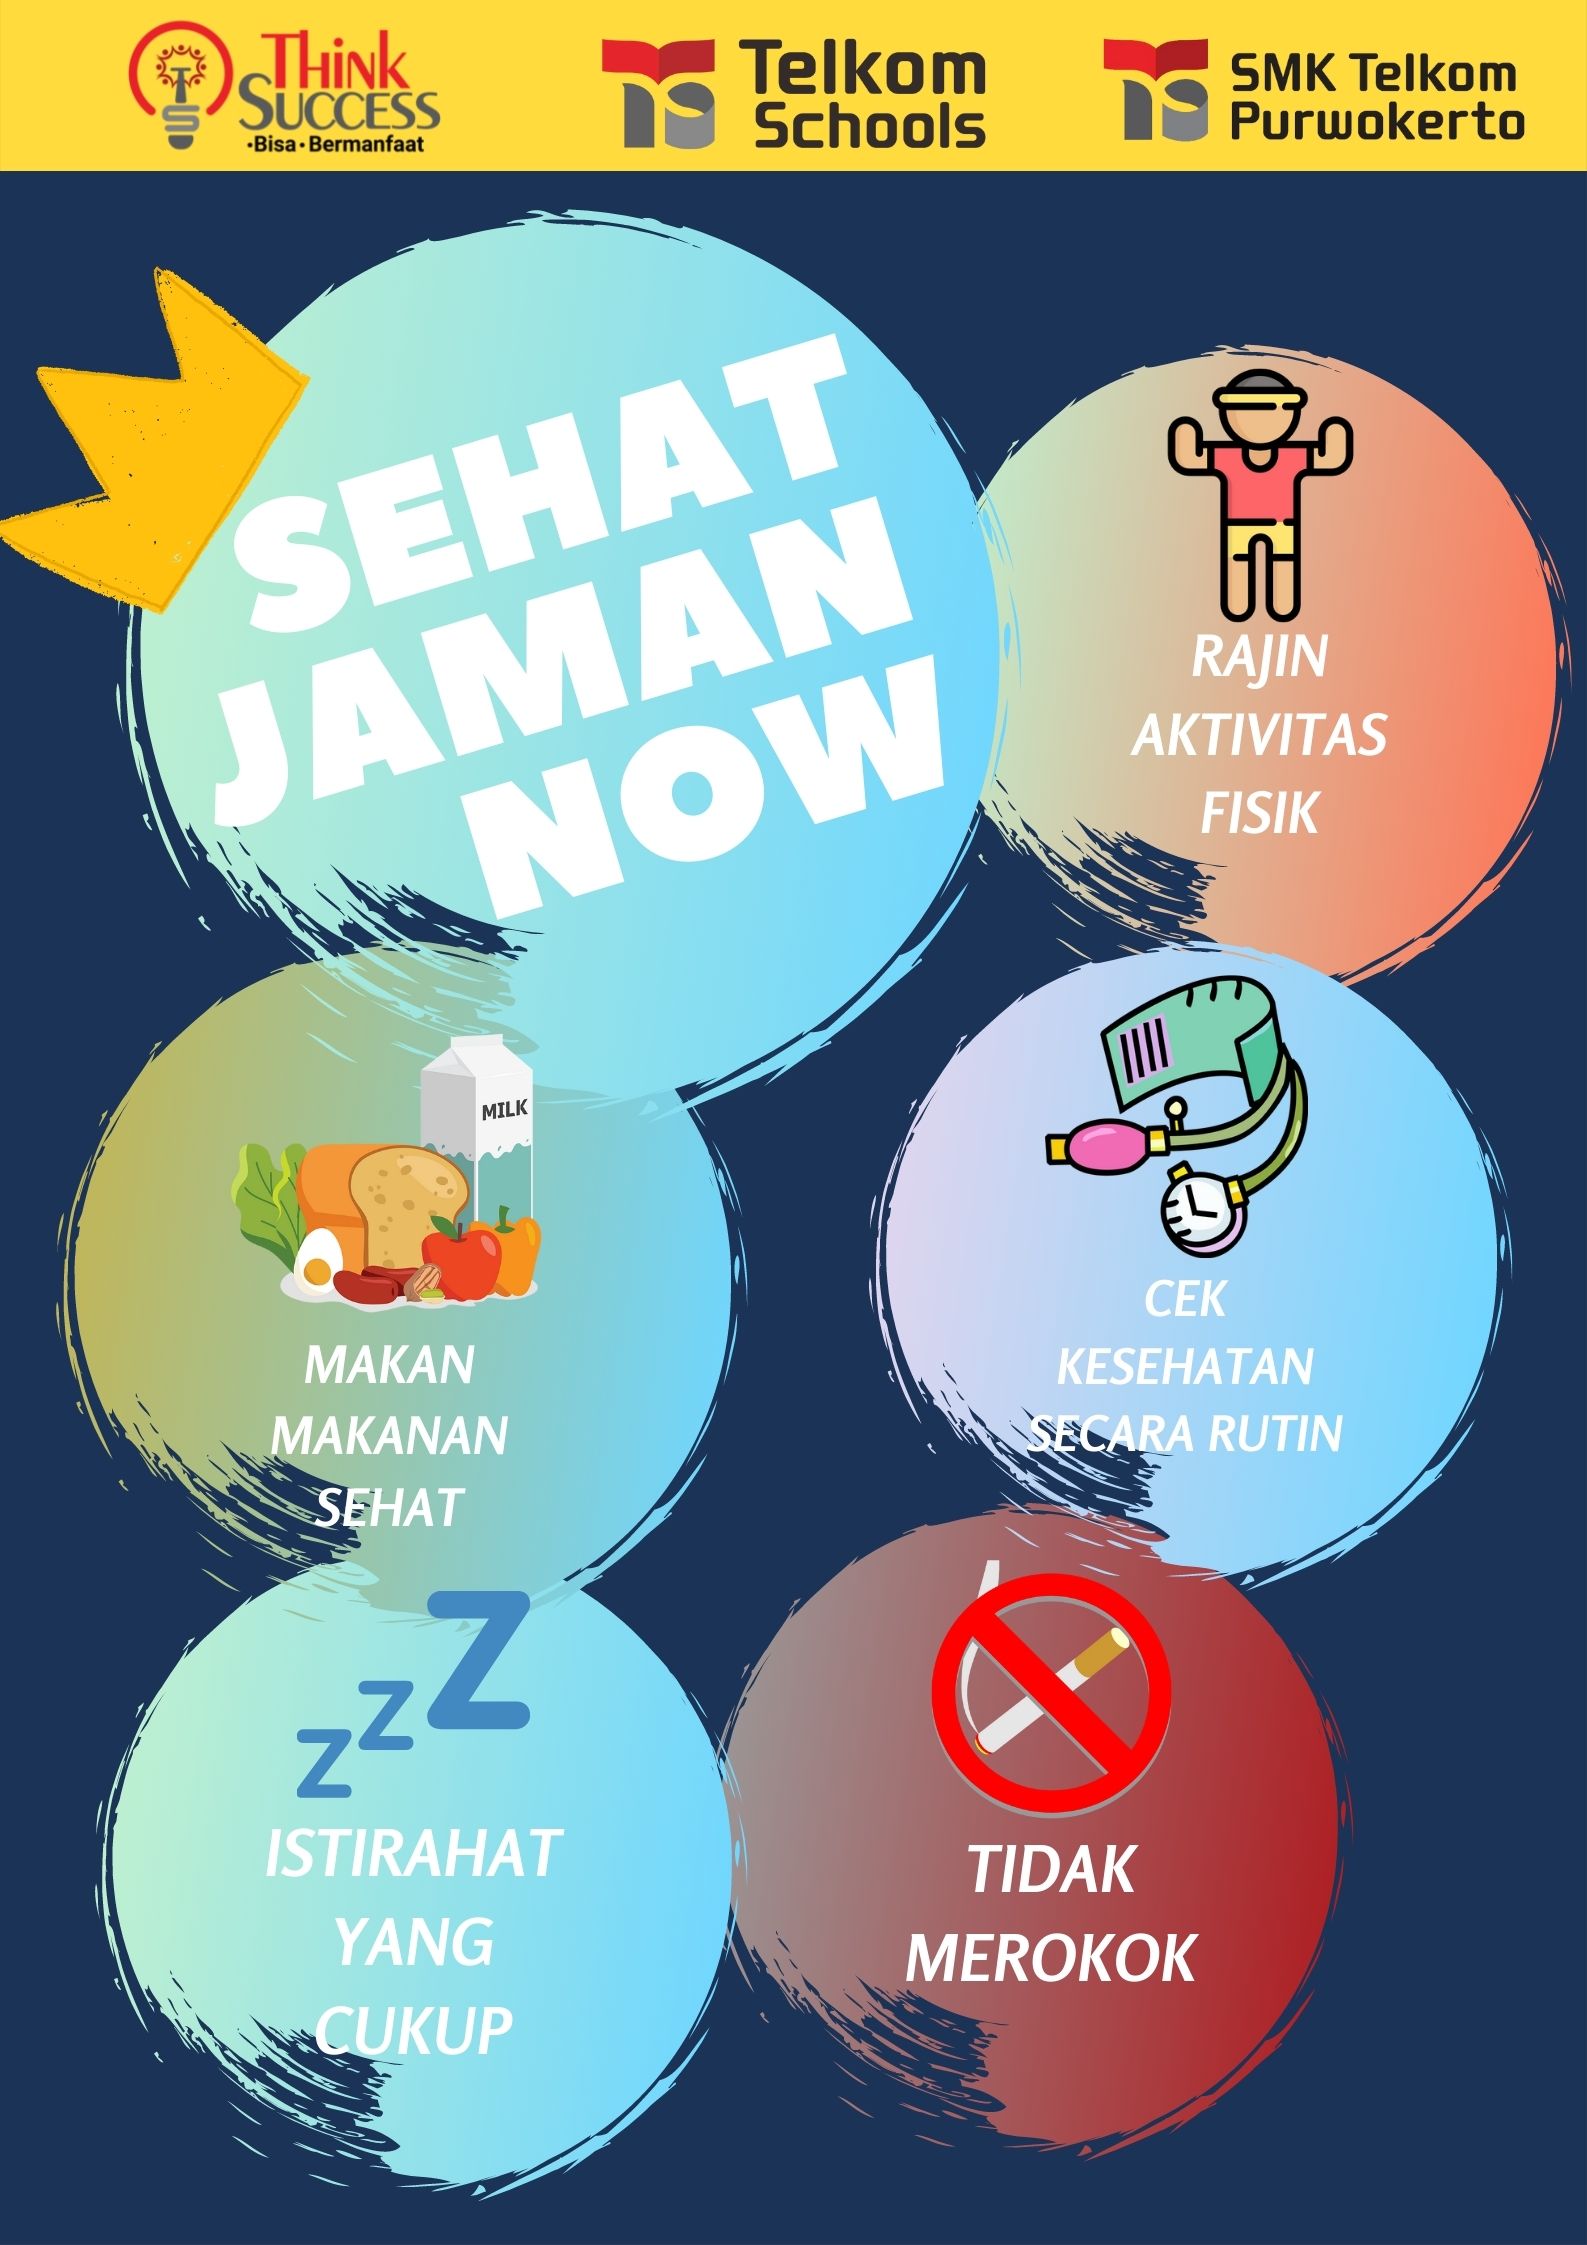 Think
Success
•Bisa•Bermanfaat
Telkom
Schools
SMK Telkom
Purwokerto
SEHAT
JAMAN
NOW
RAJIN
AKTIVITAS
FISIK
MILK
MAKAN
MAKANAN
SEHAT
CEK
KESEHATAN
SECARA RUTIN
zzZ
ISTIRAHAT
YANG
CUKUP
TIDAK
MEROKOK